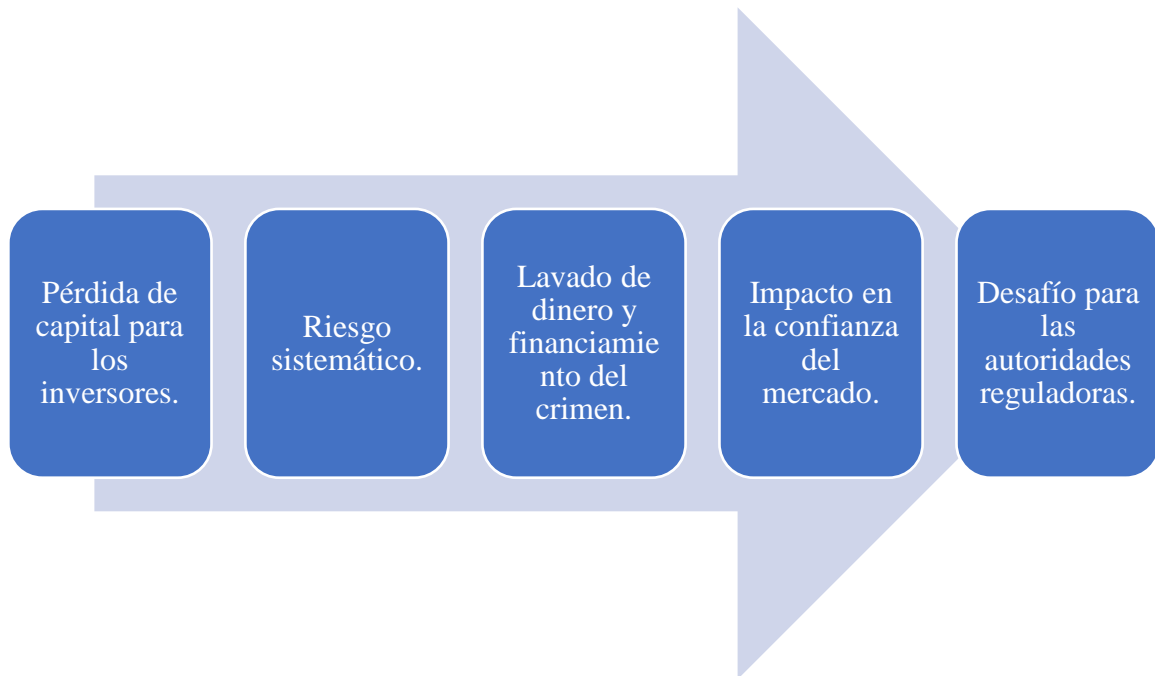 Pérdida de
capital para
los
inversores.
Riesgo
sistemático.
Lavado de
dinero y
financiamie
nto del
crimen.
Impacto en
la confianza
del
mercado.
Desafío para
las
autoridades
reguladoras.